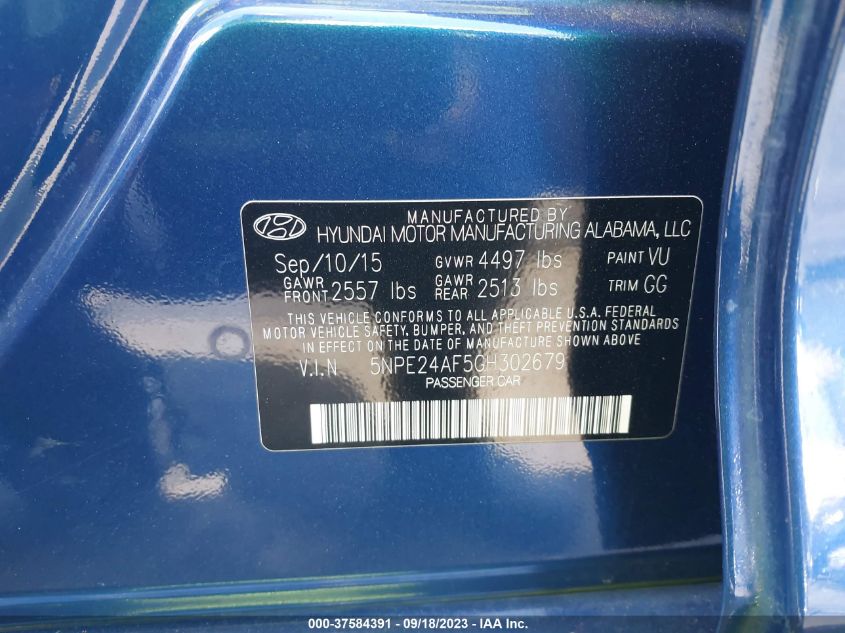 MANUFACTURED BY
HYUNDAI MOTOR MANUFACTURING ALABAMA, LLC
Sep/10/15 GVWR 4497 lbs PAINT VU
GAWR FRONT 2557 lbs GAWR REAR 2513 lbs TRIM GG
THIS VEHICLE CONFORMS TO ALL APPLICABLE U.S.A. FEDERAL
MOTOR VEHICLE SAFETY, BUMPER, AND THEFT PREVENTION STANDARDS
IN EFFECT ON THE DATE OF MANUFACTURE SHOWN ABOVE
V.I.N 5NPE24AF5GH302679
PASSENGER CAR
000-37584391 - 09/18/2023 - IAA Inc.